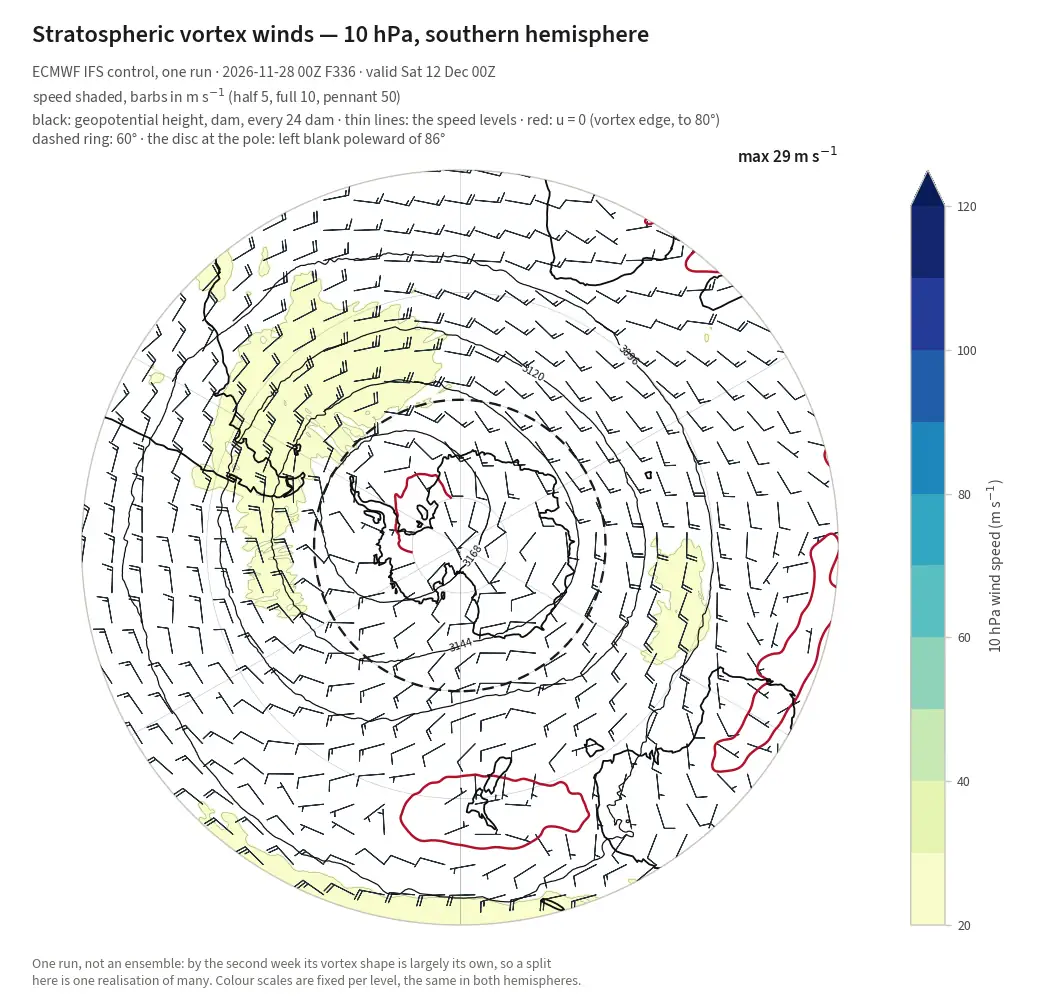 Stratospheric vortex winds — 10 hPa, southern hemisphere
ECMWF IFS control, one run · 2026-11-28 00Z F336 · valid Sat 12 Dec 00Z
speed shaded, barbs in m s⁻¹ (half 5, full 10, pennant 50)
black: geopotential height, dam, every 24 dam · thin lines: the speed levels · red: u = 0 (vortex edge, to 80°)
dashed ring: 60° · the disc at the pole: left blank poleward of 86°
max 29 m s⁻¹
120
100
80
60
40
20
10 hPa wind speed (m s⁻¹)
3096
3120
3168
3144
One run, not an ensemble: by the second week its vortex shape is largely its own, so a split
here is one realisation of many. Colour scales are fixed per level, the same in both hemispheres.